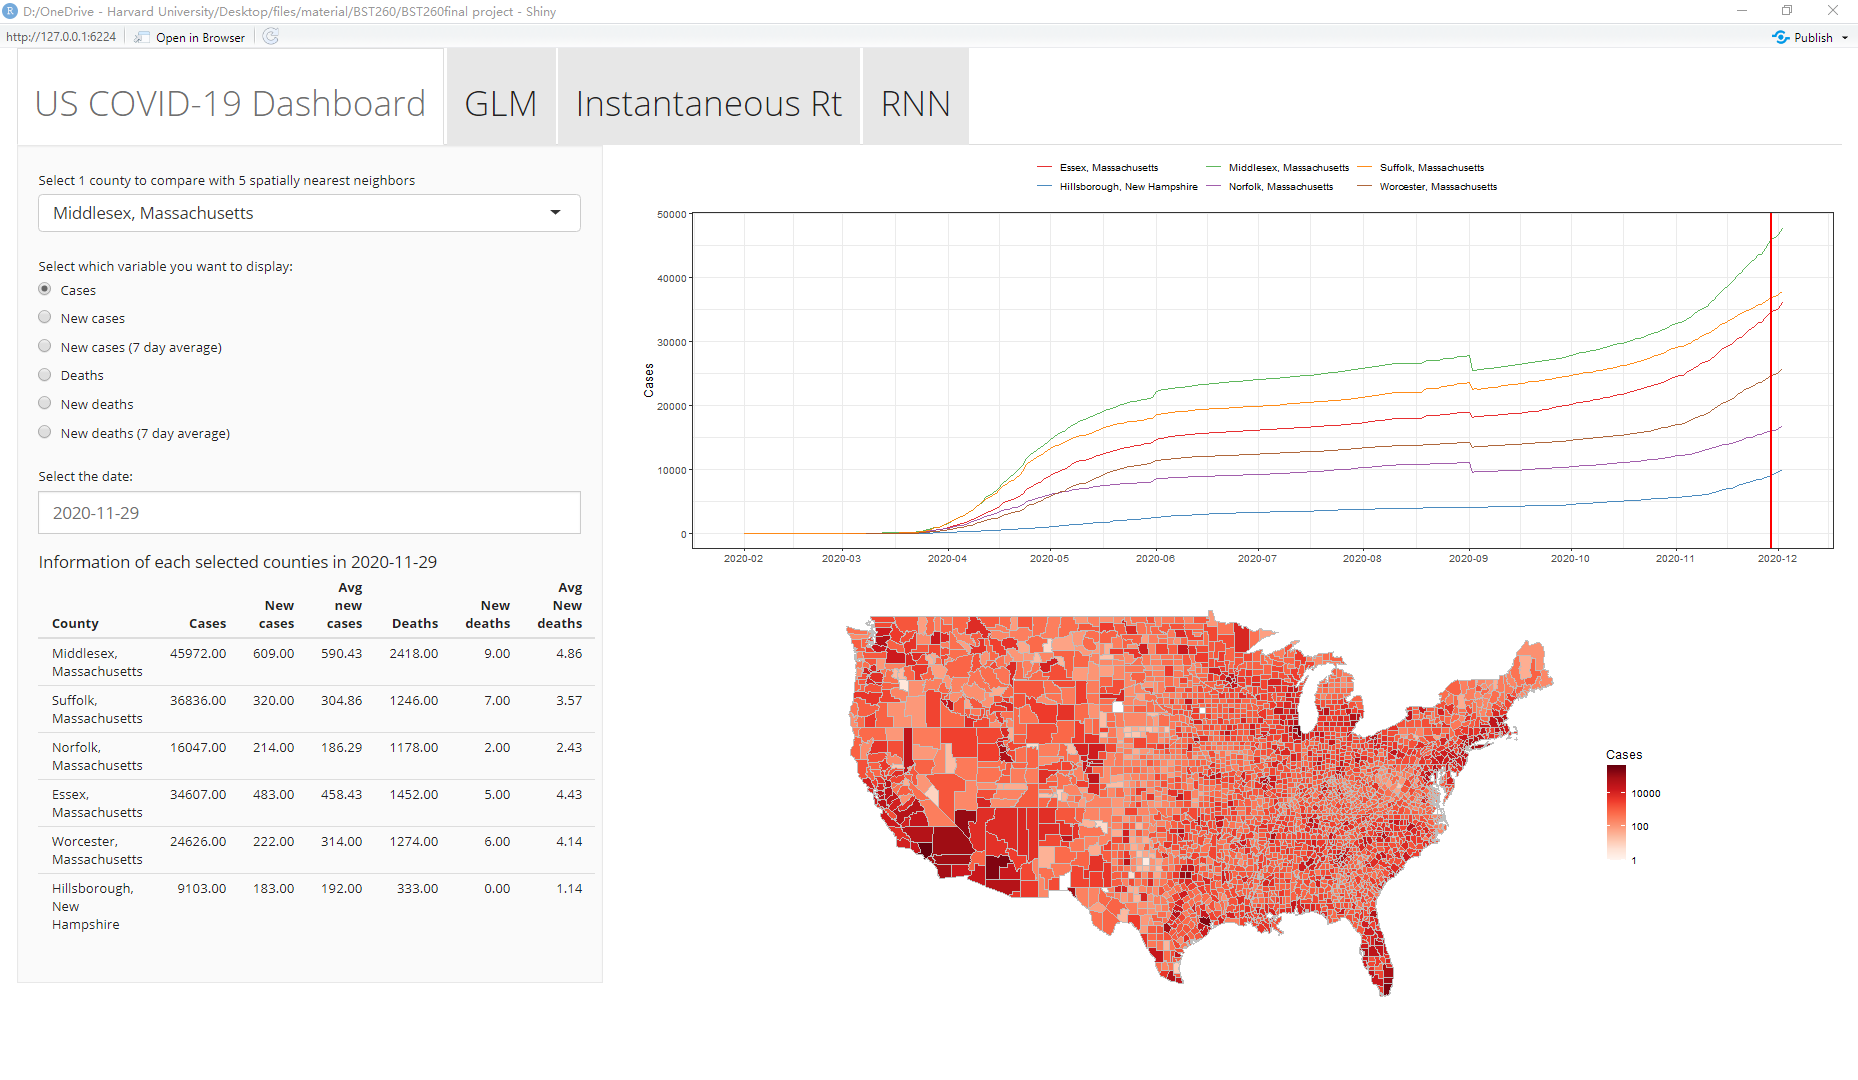 D:/OneDrive - Harvard University/Desktop/files/material/BST260/BST260final project - Shiny
http://127.0.0.1:6224 Open in Browser Publish
US COVID-19 Dashboard GLM Instantaneous Rt RNN
Select 1 county to compare with 5 spatially nearest neighbors
Middlesex, Massachusetts
Select which variable you want to display:
Cases
New cases
New cases (7 day average)
Deaths
New deaths
New deaths (7 day average)
Select the date:
2020-11-29
Information of each selected counties in 2020-11-29
County Cases New cases Avg new cases Deaths New deaths Avg New deaths
Middlesex, Massachusetts 45972.00 609.00 590.43 2418.00 9.00 4.86
Suffolk, Massachusetts 36836.00 320.00 304.86 1246.00 7.00 3.57
Norfolk, Massachusetts 16047.00 214.00 186.29 1178.00 2.00 2.43
Essex, Massachusetts 34607.00 483.00 458.43 1452.00 5.00 4.43
Worcester, Massachusetts 24626.00 222.00 314.00 1274.00 6.00 4.14
Hillsborough, New Hampshire 9103.00 183.00 192.00 333.00 0.00 1.14
Essex, Massachusetts Middlesex, Massachusetts Suffolk, Massachusetts
Hillsborough, New Hampshire Norfolk, Massachusetts Worcester, Massachusetts
Cases
50000
40000
30000
20000
10000
0
2020-02 2020-03 2020-04 2020-05 2020-06 2020-07 2020-08 2020-09 2020-10 2020-11 2020-12
Cases
10000
100
1